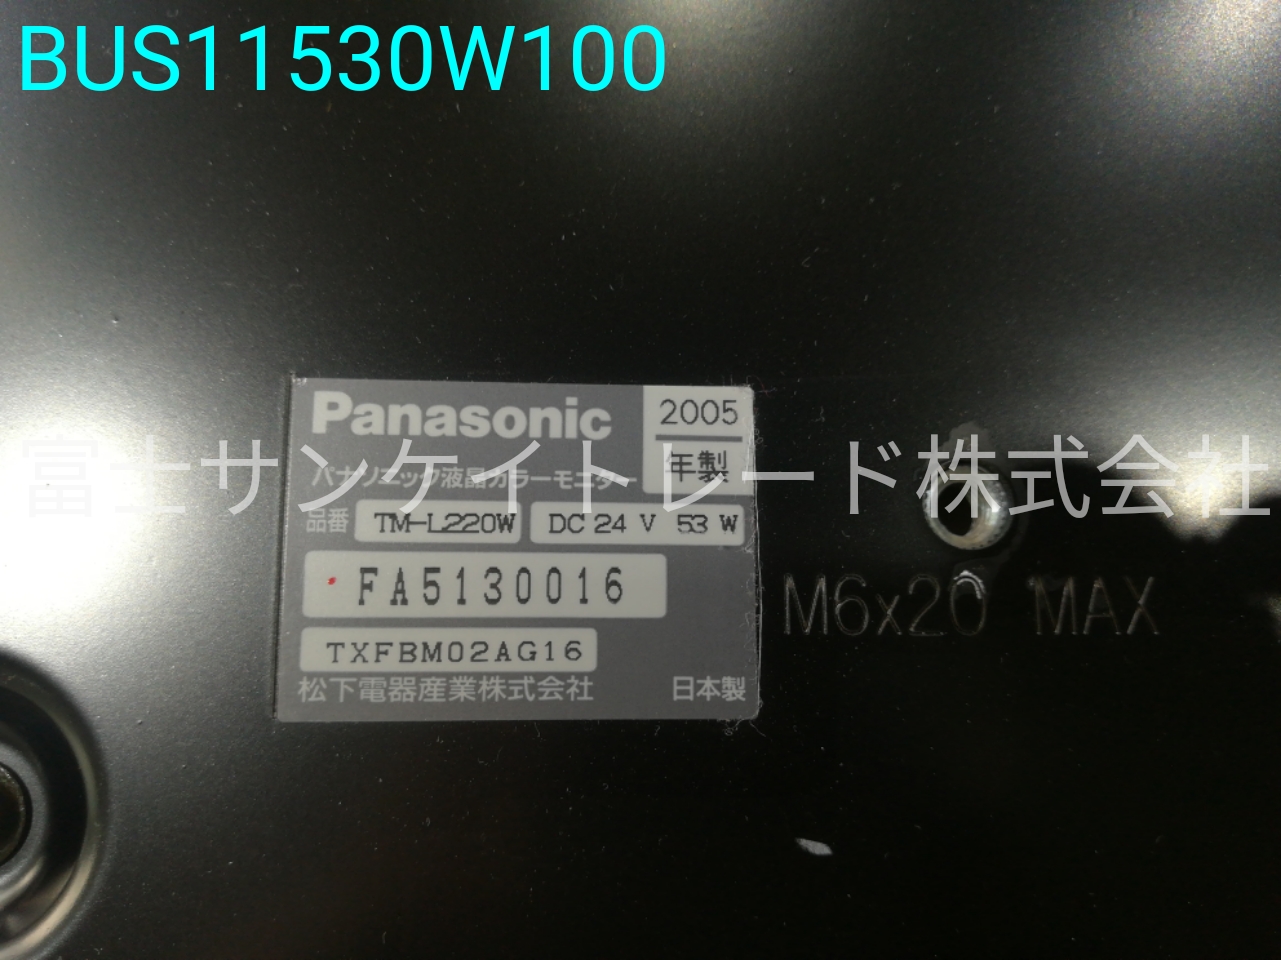 BUS11530W100
Panasonic
2005
年製
パナソニック液晶カラーモニター
富士サンケイトレード株式会社
品番 TM-L220W DC 24 V 53 W
FA5130016
M6x20 MAX
TXFBM02AG16
松下電器産業株式会社 日本製